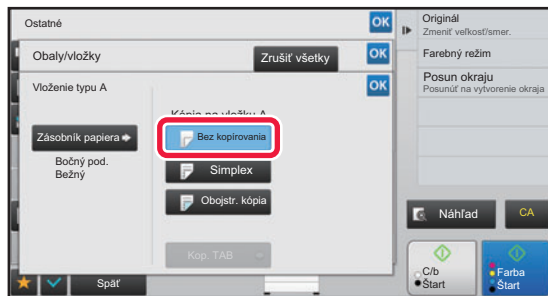 Ostatné
OK
Obaly/vložky
Zrušiť všetky
OK
Vloženie typu A
OK
Kópia na vložku A
Zásobník papiera
Bočný pod.
Bežný
Bez kopírovania
Simplex
Obojstr. kópia
Kop. TAB
Späť
Originál
Zmeniť veľkosť/smer.
Farebný režim
Posun okraju
Posunúť na vytvorenie okraja
Náhľad
CA
C/b
Štart
Farba
Štart